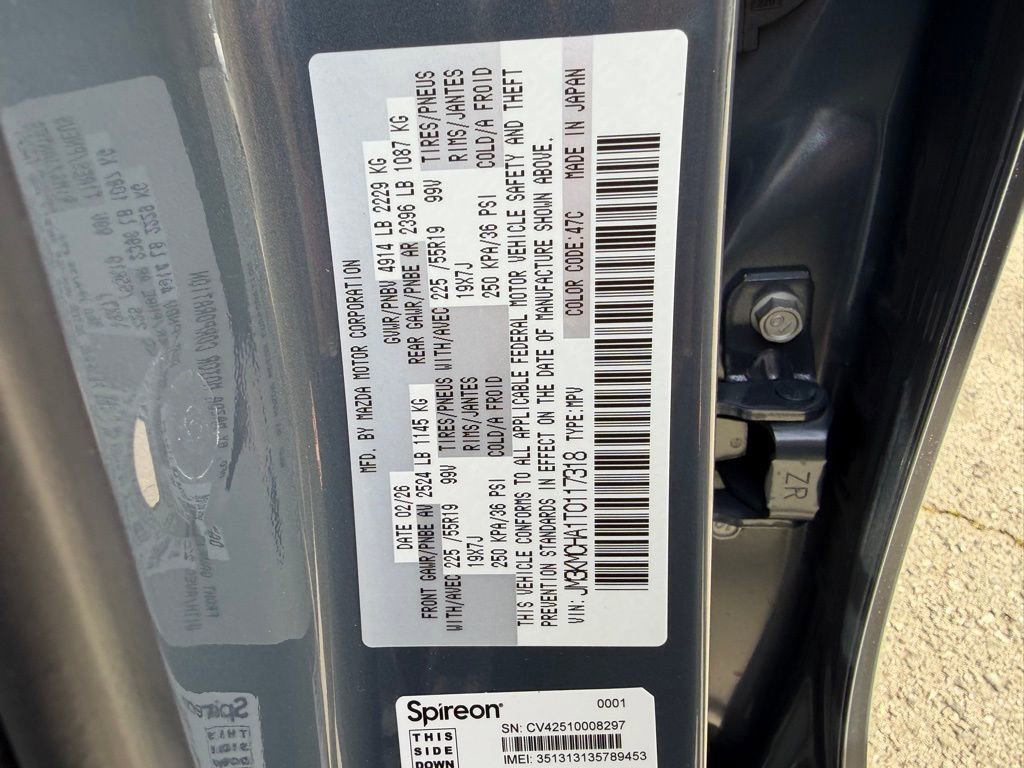 MFD. BY MAZDA MOTOR CORPORATION
DATE 02/26 GVWR/PNBV 4914 LB 2229 KG
FRONT GAWR/PNBE AV 2524 LB 1145 KG REAR GAWR/PNBE AR 2396 LB 1087 KG
WITH/AVEC 225 /55R19 99V TIRES/PNEUS WITH/AVEC 225 /55R19 99V TIRES/PNEUS
19X7J RIMS/JANTES 19X7J RIMS/JANTES
250 KPA/36 PSI COLD/A FROID 250 KPA/36 PSI COLD/A FROID
THIS VEHICLE CONFORMS TO ALL APPLICABLE FEDERAL MOTOR VEHICLE SAFETY AND THEFT
PREVENTION STANDARDS IN EFFECT ON THE DATE OF MANUFACTURE SHOWN ABOVE.
VIN: JM3KMCHA1T0117318 TYPE:MPV COLOR CODE:47C MADE IN JAPAN
ZR
Spireon 0001
SN: CV42510008297
THIS
SIDE
DOWN
IMEI: 351313135789453